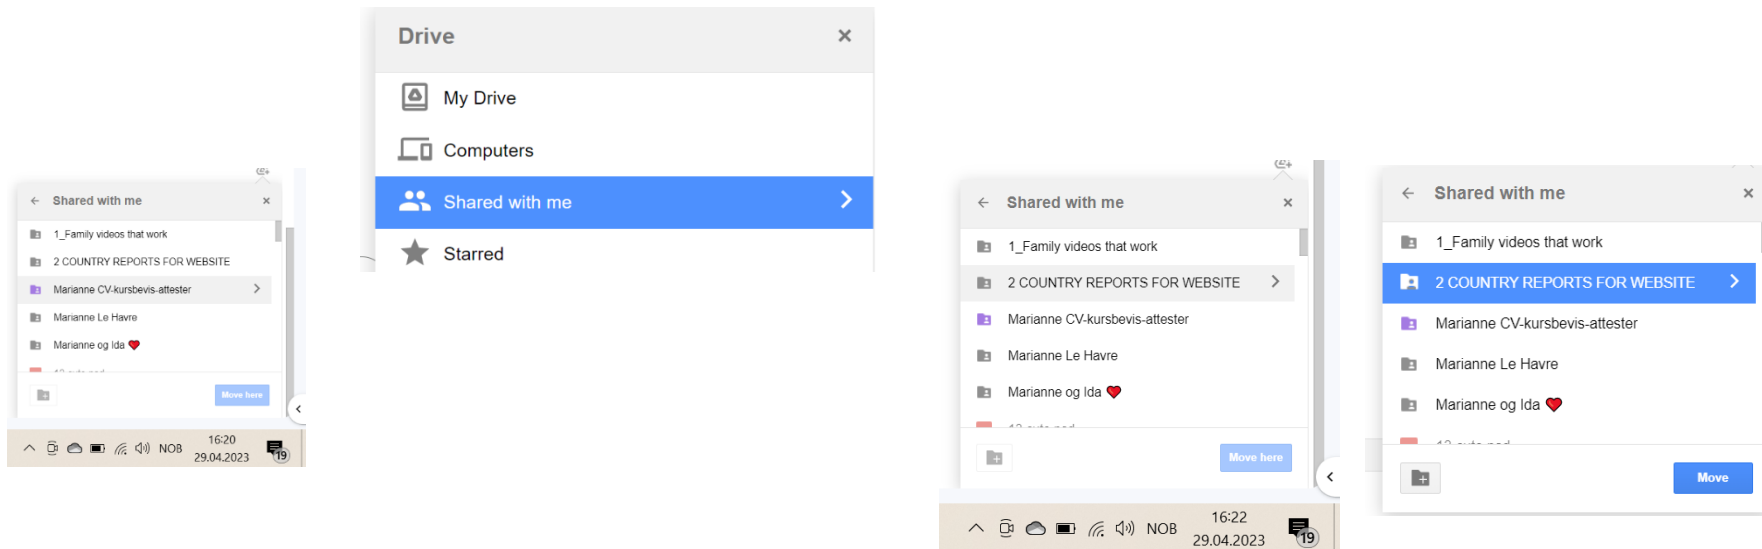 Shared with me
1_Family videos that work
2 COUNTRY REPORTS FOR WEBSITE
Marianne CV-kursbevis-attester
Marianne Le Havre
Marianne og Ida ❤
Move here
NOB
16:20
29.04.2023
19
Drive
My Drive
Computers
Shared with me
Starred
Shared with me
1_Family videos that work
2 COUNTRY REPORTS FOR WEBSITE
Marianne CV-kursbevis-attester
Marianne Le Havre
Marianne og Ida ❤
Move here
NOB
16:22
29.04.2023
19
Shared with me
1_Family videos that work
2 COUNTRY REPORTS FOR WEBSITE
Marianne CV-kursbevis-attester
Marianne Le Havre
Marianne og Ida ❤
Move